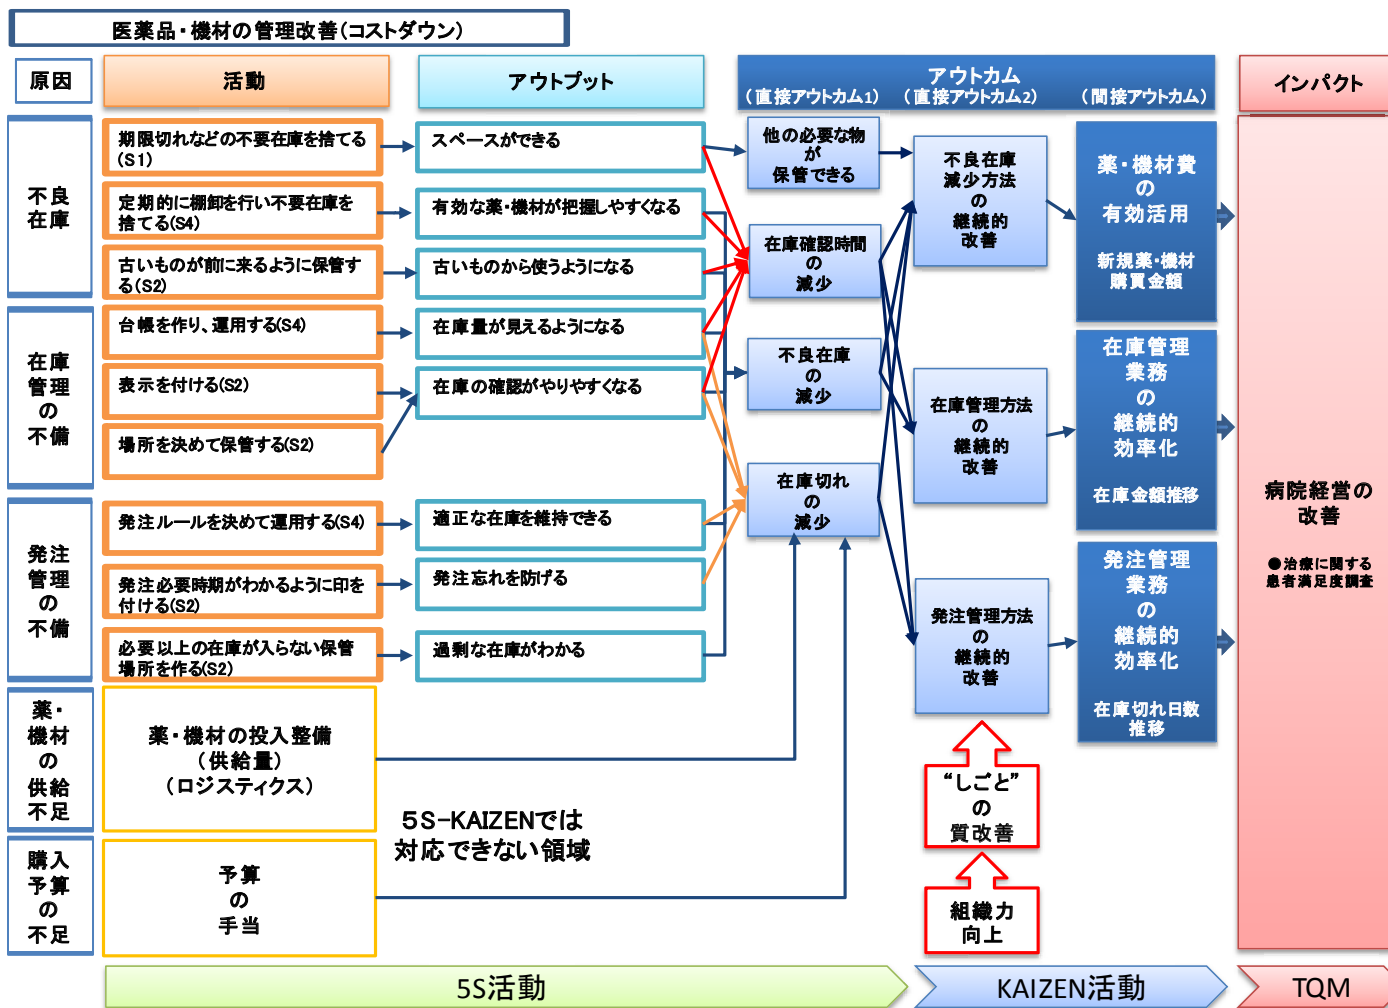 医薬品・機材の管理改善(コストダウン)
原因
活動
アウトプット
アウトカム
(直接アウトカム1)
(直接アウトカム2)
(間接アウトカム)
インパクト
不良
在庫
期限切れなどの不要在庫を捨てる
(S1)
定期的に棚卸を行い不要在庫を
捨てる(S4)
古いものが前に来るように保管す
る(S2)
スペースができる
有効な薬・機材が把握しやすくなる
古いものから使うようになる
在庫
管理
の
不備
台帳を作り、運用する(S4)
表示を付ける(S2)
場所を決めて保管する(S2)
在庫量が見えるようになる
在庫の確認がやりやすくなる
発注
管理
の
不備
発注ルールを決めて運用する(S4)
発注必要時期がわかるように印を
付ける(S2)
必要以上の在庫が入らない保管
場所を作る(S2)
適正な在庫を維持できる
発注忘れを防げる
過剰な在庫がわかる
薬・
機材
の
供給
不足
薬・機材の投入整備
(供給量)
(ロジスティクス)
購入
予算
の
不足
予算
の
手当
5S-KAIZENでは
対応できない領域
他の必要な物
が
保管できる
在庫確認時間
の
減少
不良在庫
の
減少
在庫切れ
の
減少
不良在庫
減少方法
の
継続的
改善
在庫管理方法
の
継続的
改善
発注管理方法
の
継続的
改善
“しごと”
の
質改善
組織力
向上
薬・機材費
の
有効活用
新規薬・機材
購買金額
在庫管理
業務
の
継続的
効率化
在庫金額推移
発注管理
業務
の
継続的
効率化
在庫切れ日数
推移
病院経営の
改善
●治療に関する
患者満足度調査
5S活動
KAIZEN活動
TQM